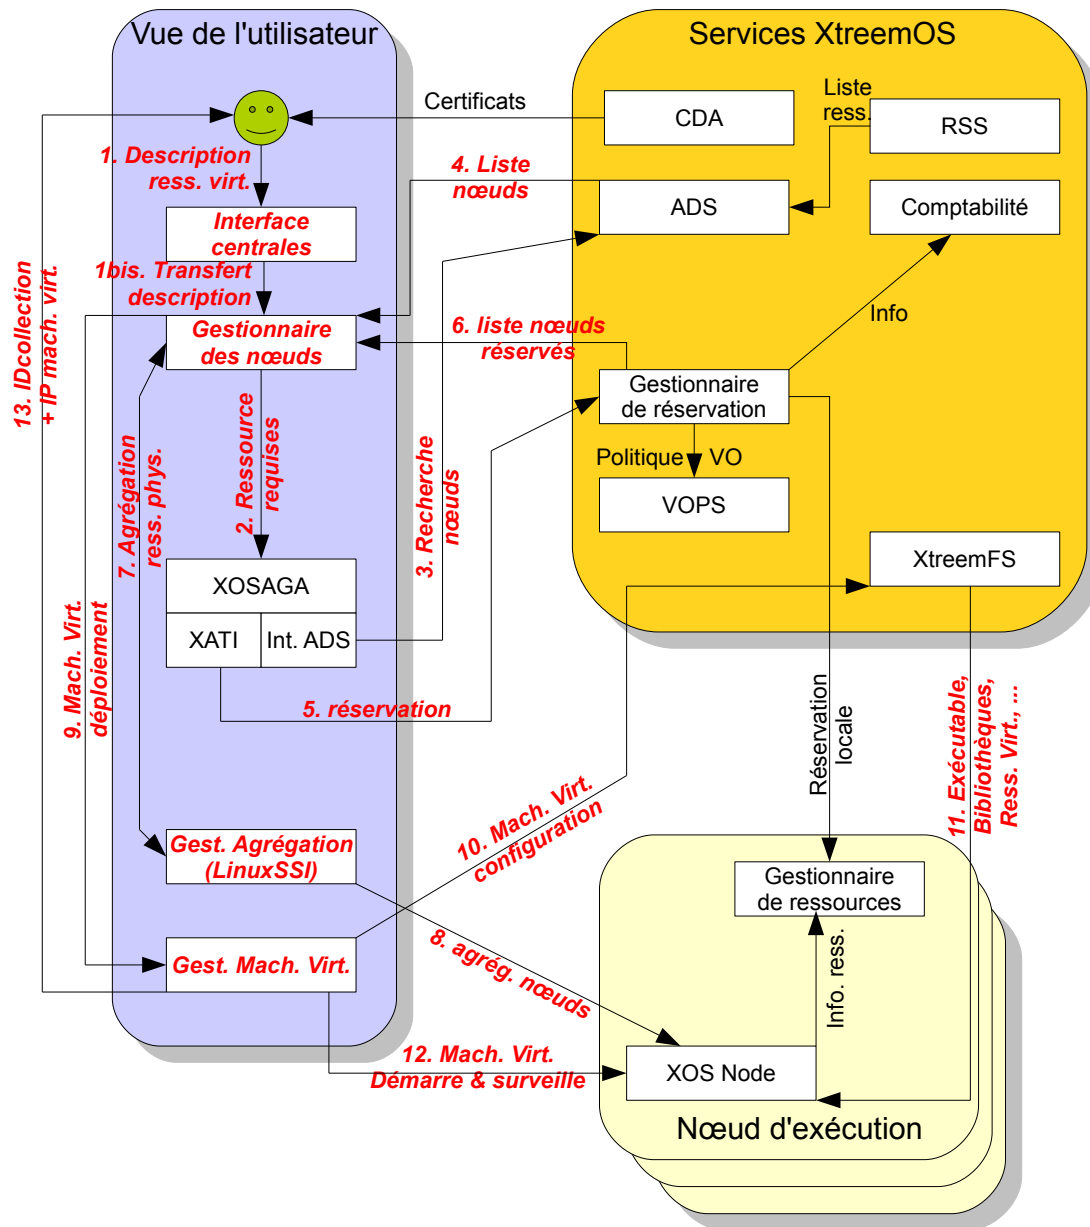 Vue de l'utilisateur
Services XtreemOS
Certificats
CDA
Liste
ress.
RSS
1. Description
ress. virt.
4. Liste
nœuds
ADS
Comptabilité
Interface
centrales
1bis. Transfert
description
13. IDcollection
+ IP mach. virt.
Gestionnaire
des nœuds
6. liste nœuds
réservés
Info
Gestionnaire
de réservation
2. Ressource
requises
7. Agrégation
ress. phys.
3. Recherche
nœuds
Politique
VO
VOPS
XtreemFS
XOSAGA
XATI
Int. ADS
9. Mach. Virt.
déploiement
5. réservation
Réservation
locale
11. Exécutable,
Bibliothèques,
Ress. Virt., ...
10. Mach. Virt.
configuration
Gest. Agrégation
(LinuxSSI)
Gestionnaire
de ressources
Gest. Mach. Virt.
8. agrég. nœuds
Info. ress.
12. Mach. Virt.
Démarre & surveille
XOS Node
Nœud d'exécution